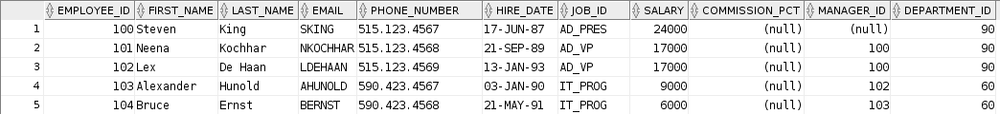 EMPLOYEE_ID FIRST_NAME LAST_NAME EMAIL PHONE_NUMBER HIRE_DATE JOB_ID SALARY COMMISSION_PCT MANAGER_ID DEPARTMENT_ID
1 100 Steven King SKING 515.123.4567 17-JUN-87 AD_PRES 24000 (null) (null) 90
2 101 Neena Kochhar NKOCHHAR 515.123.4568 21-SEP-89 AD_VP 17000 (null) 100 90
3 102 Lex De Haan LDEHAAN 515.123.4569 13-JAN-93 AD_VP 17000 (null) 100 90
4 103 Alexander Hunold AHUNOLD 590.423.4567 03-JAN-90 IT_PROG 9000 (null) 102 60
5 104 Bruce Ernst BERNST 590.423.4568 21-MAY-91 IT_PROG 6000 (null) 103 60